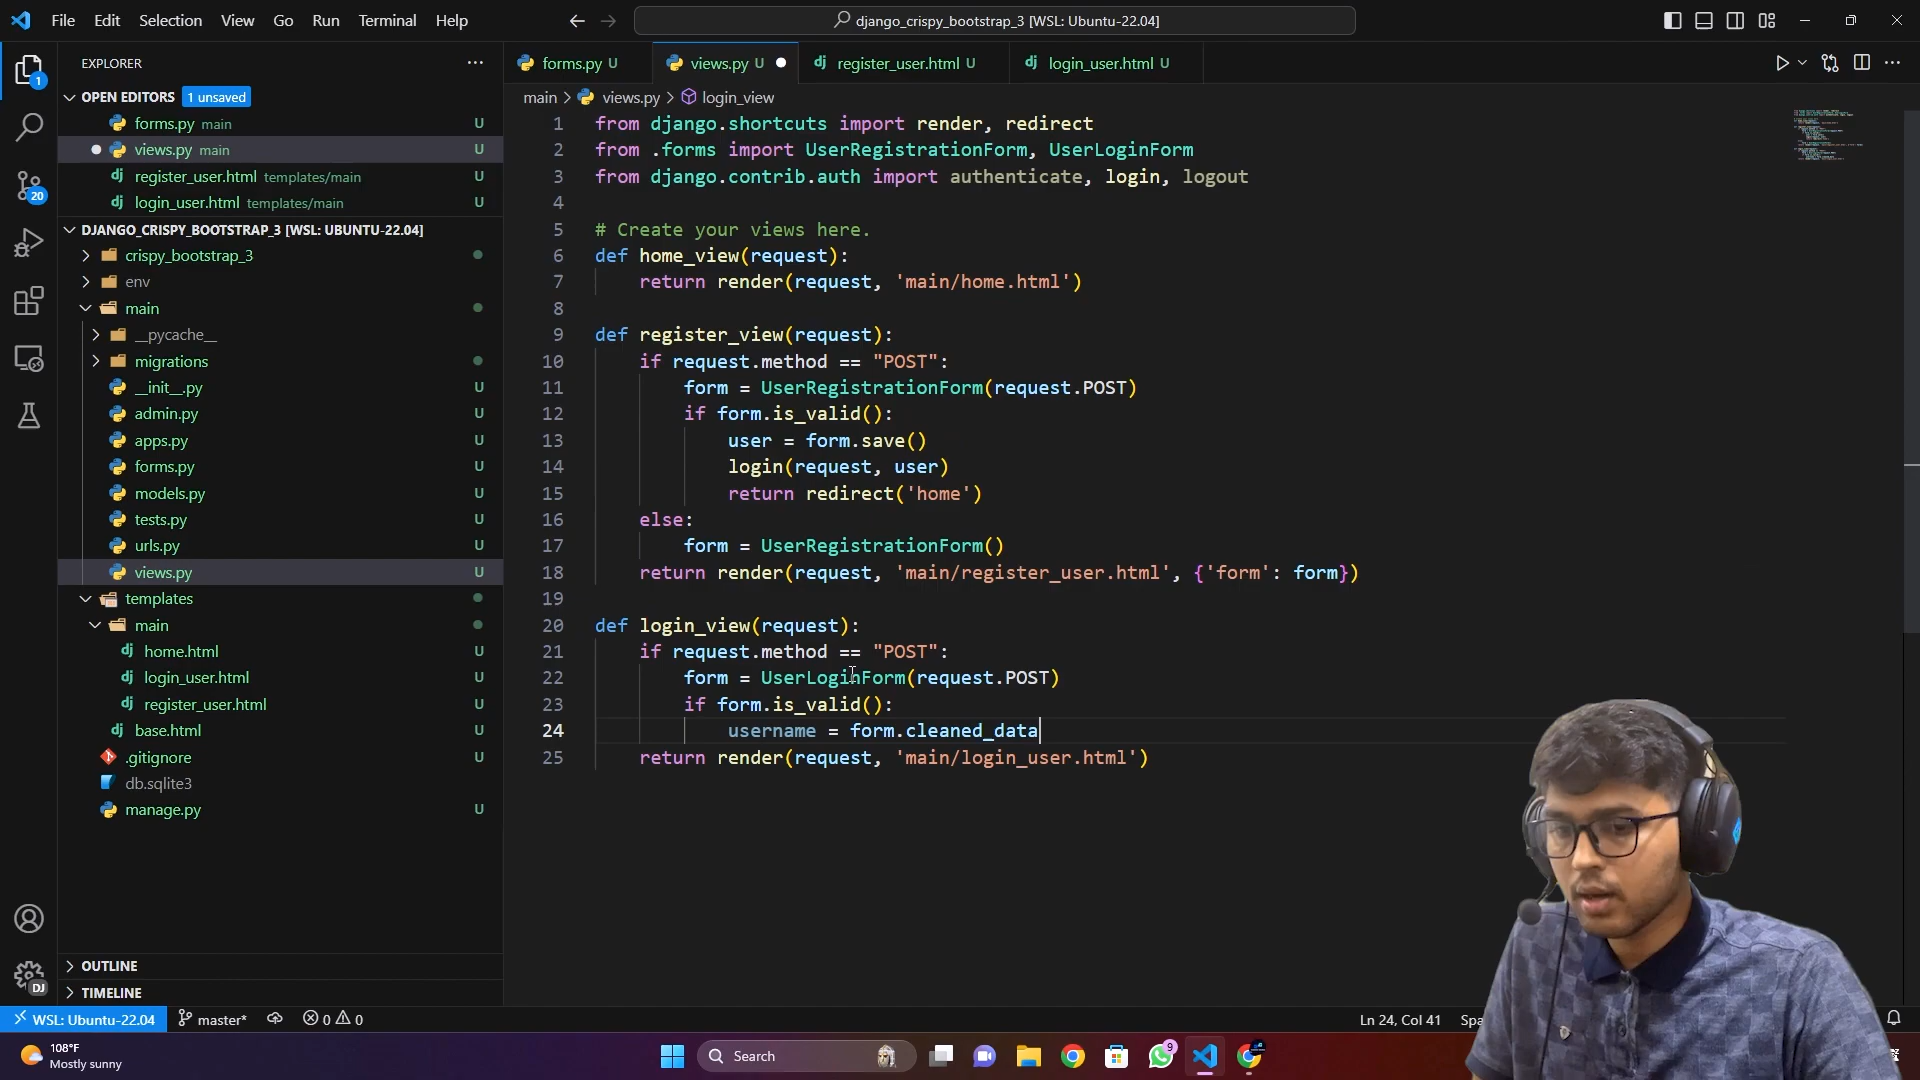 File Edit Selection View Go Run Terminal Help
django_crispy_bootstrap_3 [WSL: Ubuntu-22.04]
EXPLORER
OPEN EDITORS 1 unsaved
forms.py main U
views.py main U
register_user.html templates/main U
login_user.html templates/main U
DJANGO_CRISPY_BOOTSTRAP_3 [WSL: UBUNTU-22.04]
crispy_bootstrap_3
env
main
__pycache__
migrations
__init__.py U
admin.py U
apps.py U
forms.py U
models.py U
tests.py U
urls.py U
views.py U
templates
main
home.html U
login_user.html U
register_user.html U
base.html U
.gitignore U
db.sqlite3
manage.py U
OUTLINE
TIMELINE
1
20
DJ
forms.py U views.py U register_user.html U login_user.html U
main > views.py > login_view
1 from django.shortcuts import render, redirect
2 from .forms import UserRegistrationForm, UserLoginForm
3 from django.contrib.auth import authenticate, login, logout
4
5 # Create your views here.
6 def home_view(request):
7 return render(request, 'main/home.html')
8
9 def register_view(request):
10 if request.method == "POST":
11 form = UserRegistrationForm(request.POST)
12 if form.is_valid():
13 user = form.save()
14 login(request, user)
15 return redirect('home')
16 else:
17 form = UserRegistrationForm()
18 return render(request, 'main/register_user.html', {'form': form})
19
20 def login_view(request):
21 if request.method == "POST":
22 form = UserLoginForm(request.POST)
23 if form.is_valid():
24 username = form.cleaned_data
25 return render(request, 'main/login_user.html')
WSL: Ubuntu-22.04 master* 0 0 Ln 24, Col 41 Spa
108°F
Mostly sunny
Search
9